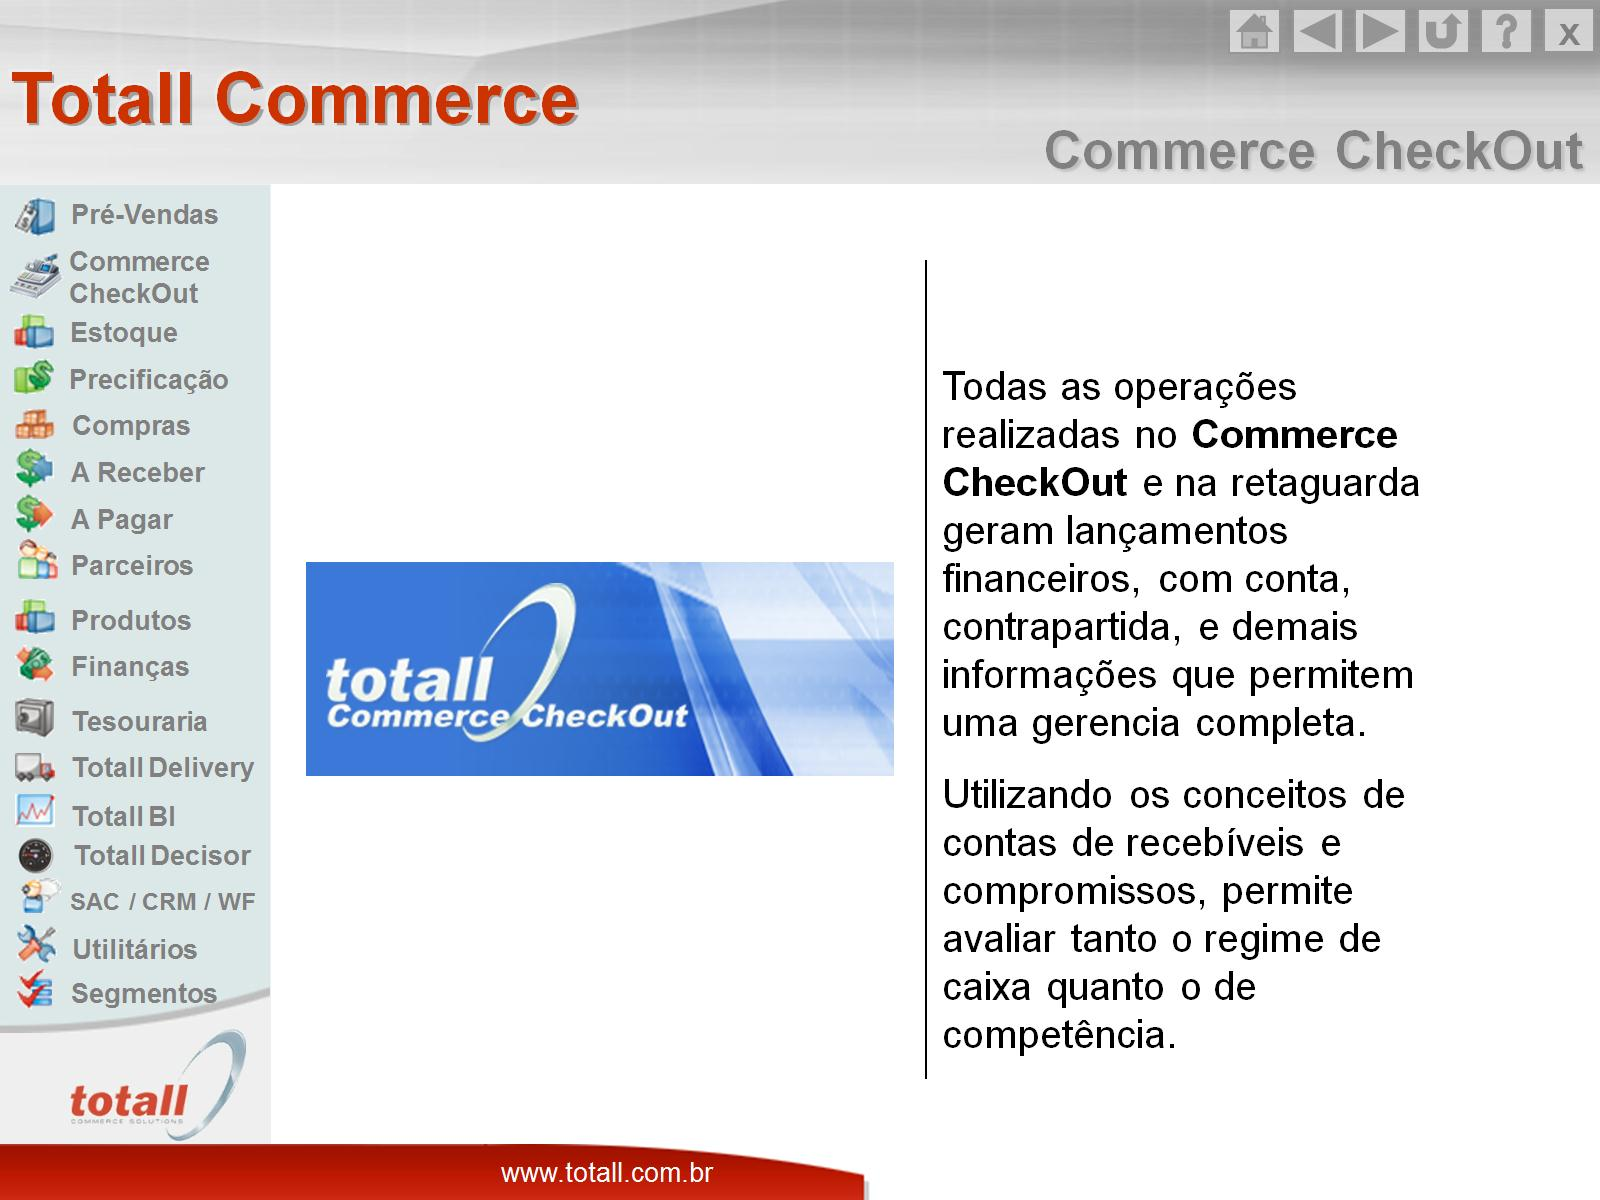 Totall Commerce
Commerce CheckOut
Pré-Vendas
Commerce
CheckOut
Estoque
Precificação
Compras
A Receber
A Pagar
Parceiros
Produtos
Finanças
Tesouraria
Totall Delivery
Totall BI
Totall Decisor
SAC / CRM / WF
Utilitários
Segmentos
totall
COMMERCE SOLUTIONS
totall
Commerce CheckOut
Todas as operações
realizadas no Commerce
CheckOut e na retaguarda
geram lançamentos
financeiros, com conta,
contrapartida, e demais
informações que permitem
uma gerencia completa.
Utilizando os conceitos de
contas de recebíveis e
compromissos, permite
avaliar tanto o regime de
caixa quanto o de
competência.
www.totall.com.br
?
x